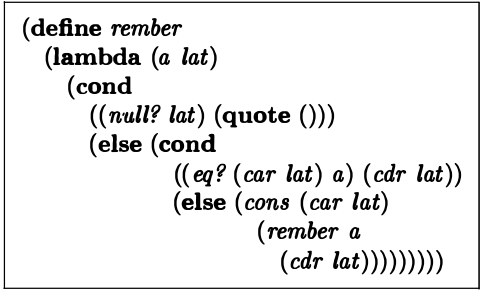 (define rember
(lambda (a lat)
(cond
((null? lat) (quote ()))
(else (cond
((eq? (car lat) a) (cdr lat))
(else (cons (car lat)
(rember a
(cdr lat)))))))))